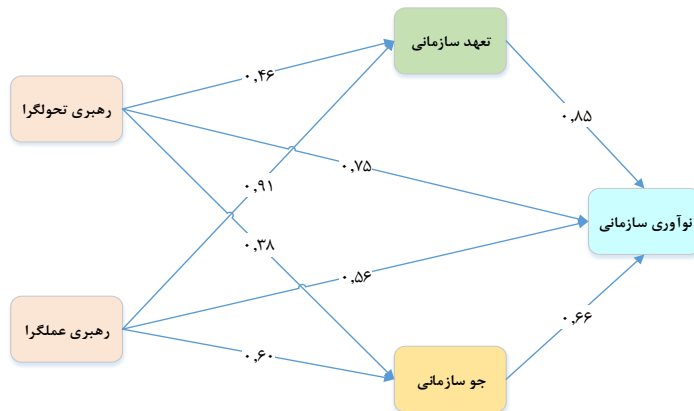 تعهد سازمانی
رهبری تحولگرا
۰٫۴۶
۰٫۸۵
۰٫۷۵
۰٫۹۱
نوآوری سازمانی
۰٫۳۸
۰٫۵۶
رهبری عملگرا
۰٫۶۰
۰٫۶۶
جو سازمانی